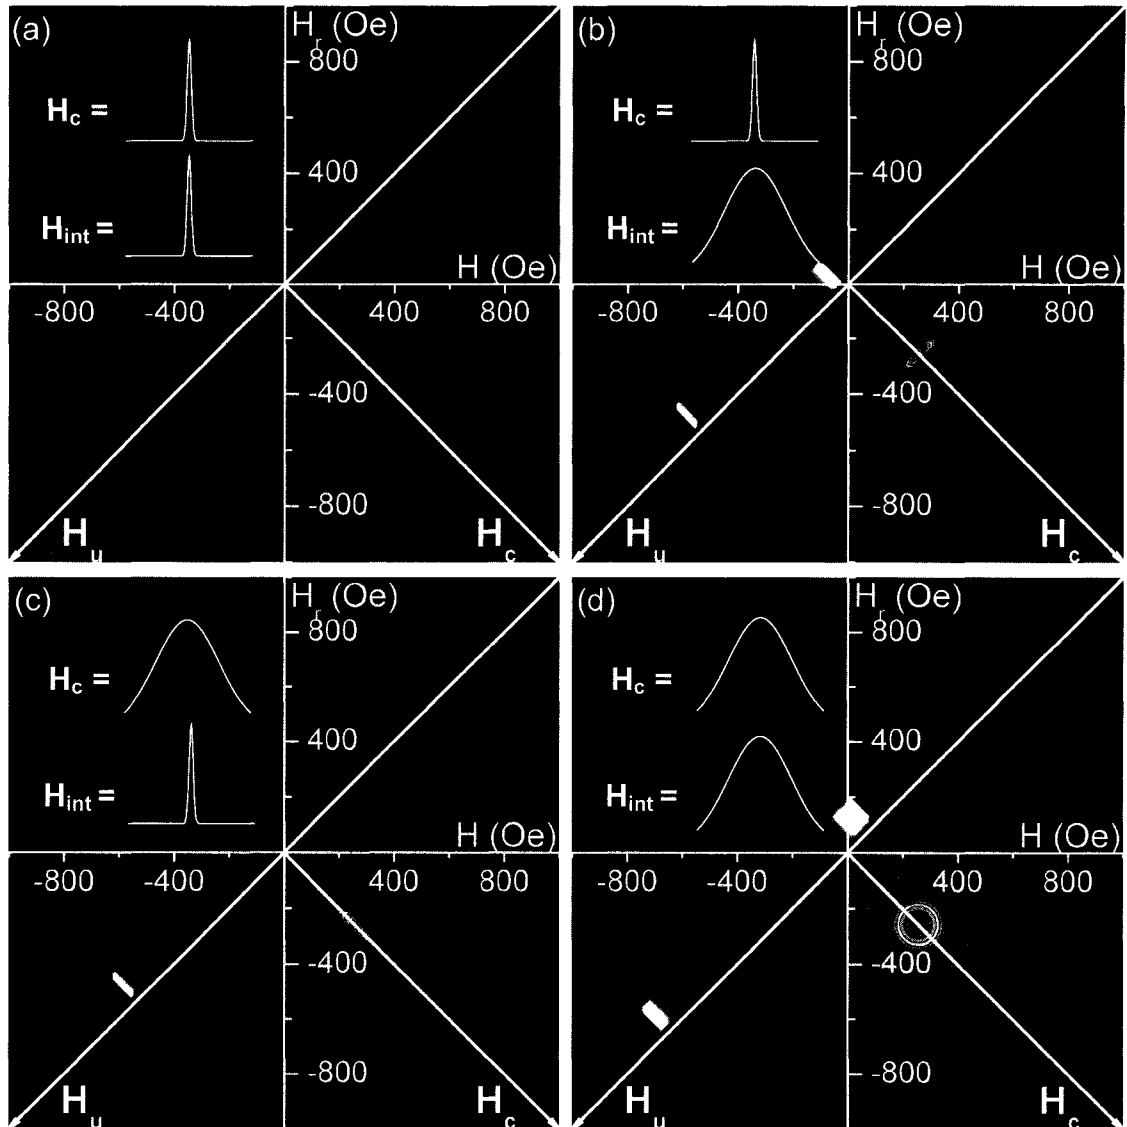 (a)
H_r (Oe)
800
H_c =
400
H_int =
H (Oe)
-800 -400 400 800
-400
-800
H_u H_c
(b)
H_r (Oe)
800
H_c =
400
H_int =
H (Oe)
-800 -400 400 800
-400
-800
H_u H_c
(c)
H_r (Oe)
800
H_c =
400
H_int =
H (Oe)
-800 -400 400 800
-400
-800
H_u H_c
(d)
H_r (Oe)
800
H_c =
400
H_int =
H (Oe)
-800 -400 400 800
-400
-800
H_u H_c